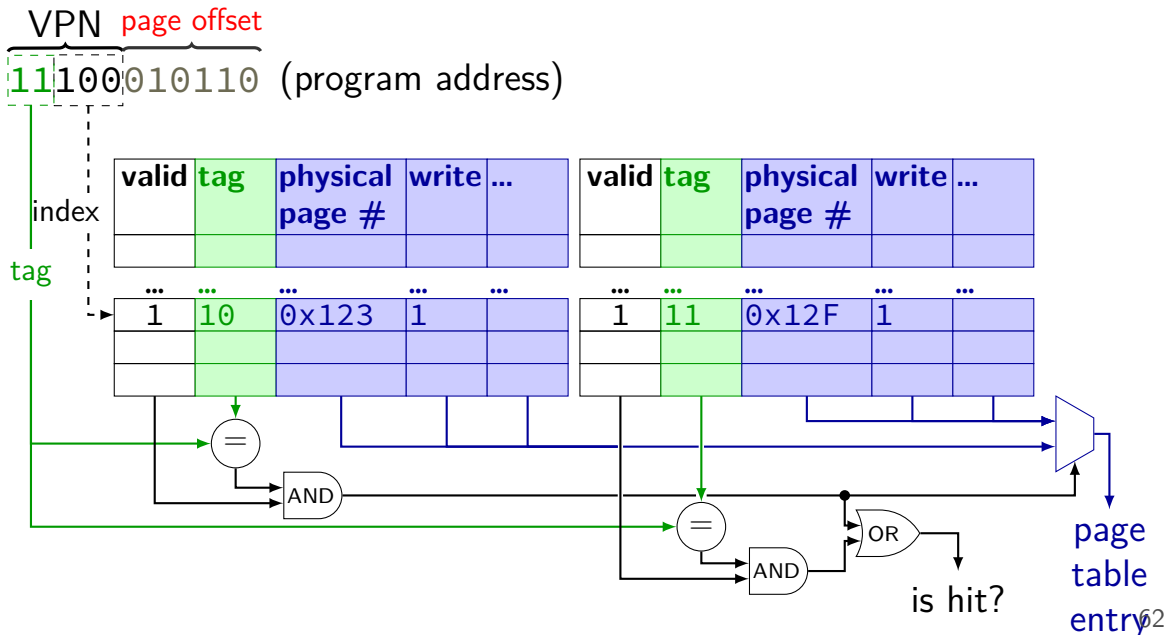 VPN page offset
11100010110 (program address)
valid tag physical page # write ... valid tag physical page # write ...
index
tag
... ... ... ... ... ... ... ... ... ...
1 10 0x123 1 1 11 0x12F 1
=
AND
=
OR
AND
is hit?
page
table
entry
62